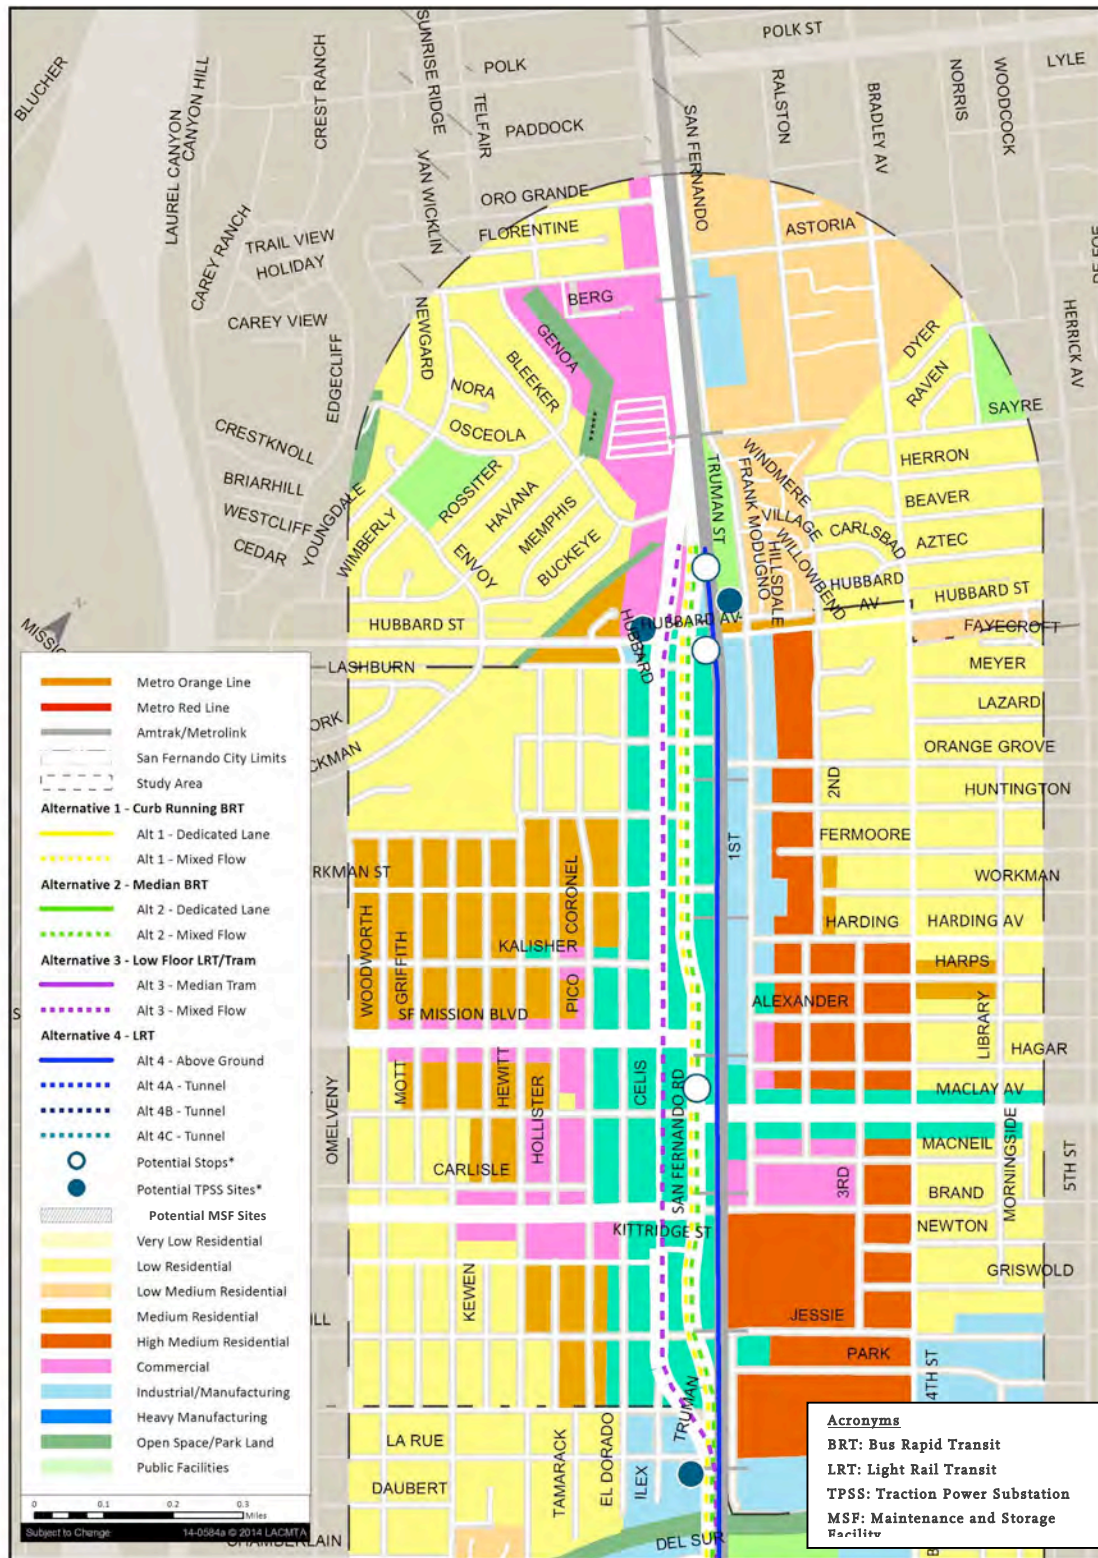 POLK ST
LYLE
BLUCHER
LAUREL CANYON
CANYON HILL
CREST RANCH
SUNRISE RIDGE
POLK
TELFAIR
PADDOCK
VAN WICKLIN
SAN FERNANDO
RALSTON
BRADLEY AV
NORRIS
WOODCOCK
ORO GRANDE
FLORENTINE
ASTORIA
CAREY RANCH
TRAIL VIEW
HOLIDAY
CAREY VIEW
EDGECLIFF
NEWGARD
BERG
GENOA
BLEEKER
NORA
OSCEOLA
DYER
RAVEN
SAYRE
HERRICK AV
CRESTKNOLL
BRIARHILL
WESTCLIFF
CEDAR
YOUNGDALE
WIMBERLY
ROSSITER
HAVANA
MEMPHIS
BUCKEYE
ENVOY
TRUMAN ST
FRANK MODUGNO
WINDMERE
VILLAGE
HILLSDALE
WILLOWBEND
CARLSBAD
HERRON
BEAVER
AZTEC
HUBBARD AV
HUBBARD ST
HUBBARD ST
HUBBARD
HUBBARD AV
FAYECROFT
LASHBURN
MEYER
LAZARD
ORANGE GROVE
HUNTINGTON
2ND
FERMOORE
1ST
WORKMAN
HARDING
HARDING AV
RKMAN ST
WOODWORTH
GRIFFITH
CORONEL
KALISHER
PICO
SF MISSION BLVD
HARPS
ALEXANDER
LIBRARY
HAGAR
MACLAY AV
OMELVENY
MOTT
HEWITT
HOLLISTER
CELIS
SAN FERNANDO RD
CARLISLE
MACNEIL
3RD
BRAND
MORNINGSIDE
5TH ST
NEWTON
KITTRIDGE ST
GRISWOLD
KEWEN
JESSIE
PARK
4TH ST
TRUMAN
LA RUE
DAUBERT
TAMARACK
EL DORADO
ILEX
DEL SUR
CHAMBERLAIN
Metro Orange Line
Metro Red Line
Amtrak/Metrolink
San Fernando City Limits
Study Area
Alternative 1 - Curb Running BRT
Alt 1 - Dedicated Lane
Alt 1 - Mixed Flow
Alternative 2 - Median BRT
Alt 2 - Dedicated Lane
Alt 2 - Mixed Flow
Alternative 3 - Low Floor LRT/Tram
Alt 3 - Median Tram
Alt 3 - Mixed Flow
Alternative 4 - LRT
Alt 4 - Above Ground
Alt 4A - Tunnel
Alt 4B - Tunnel
Alt 4C - Tunnel
Potential Stops*
Potential TPSS Sites*
Potential MSF Sites
Very Low Residential
Low Residential
Low Medium Residential
Medium Residential
High Medium Residential
Commercial
Industrial/Manufacturing
Heavy Manufacturing
Open Space/Park Land
Public Facilities
0 0.1 0.2 0.3
Miles
Subject to Change 14-0584a © 2014 LACMTA
Acronyms
BRT: Bus Rapid Transit
LRT: Light Rail Transit
TPSS: Traction Power Substation
MSF: Maintenance and Storage
Facility